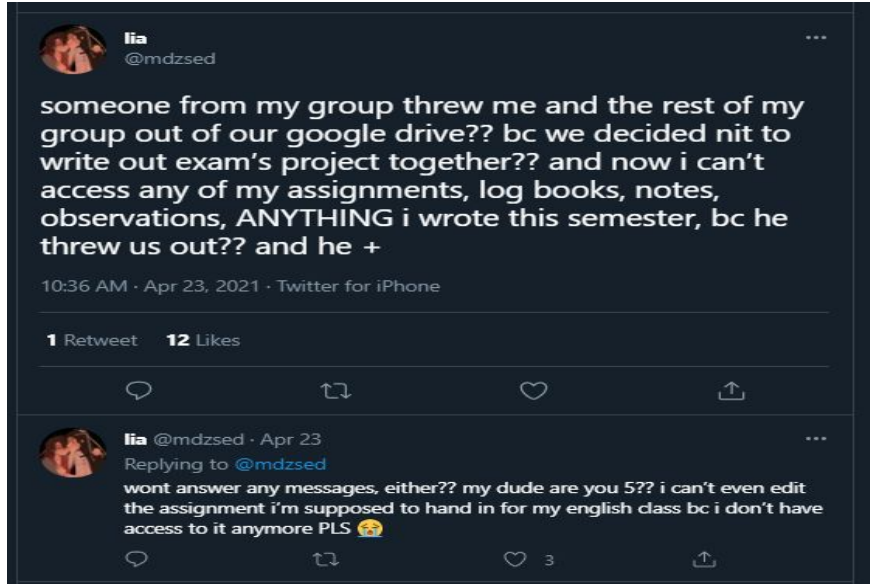 lia
@mdzsed
someone from my group threw me and the rest of my
group out of our google drive?? bc we decided nit to
write out exam's project together?? and now i can't
access any of my assignments, log books, notes,
observations, ANYTHING i wrote this semester, bc he
threw us out?? and he +
10:36 AM · Apr 23, 2021 · Twitter for iPhone
1 Retweet 12 Likes
lia @mdzsed · Apr 23
Replying to @mdzsed
wont answer any messages, either?? my dude are you 5?? i can't even edit
the assignment i'm supposed to hand in for my english class bc i don't have
access to it anymore PLS 😭
3